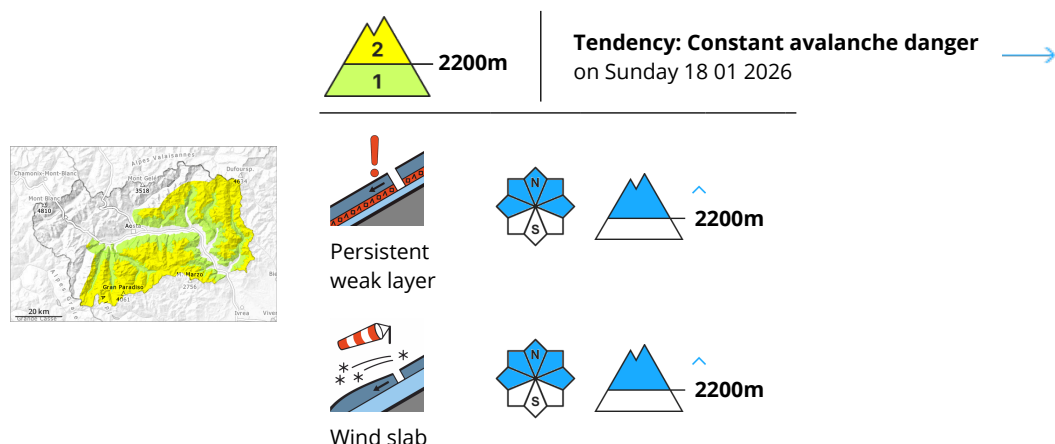 2
1
2200m
Tendency: Constant avalanche danger
on Sunday 18 01 2026
Alpes Valaisannes
Chamonix-Mont-Blanc
Mont Gelé
3518
Dufoursp.
Mont Blanc
4810
Aosta
M. Marzo
2756
Gran Paradiso
4061
20 km
Ivrea
N
S
2200m
Persistent
weak layer
N
S
2200m
Wind slab